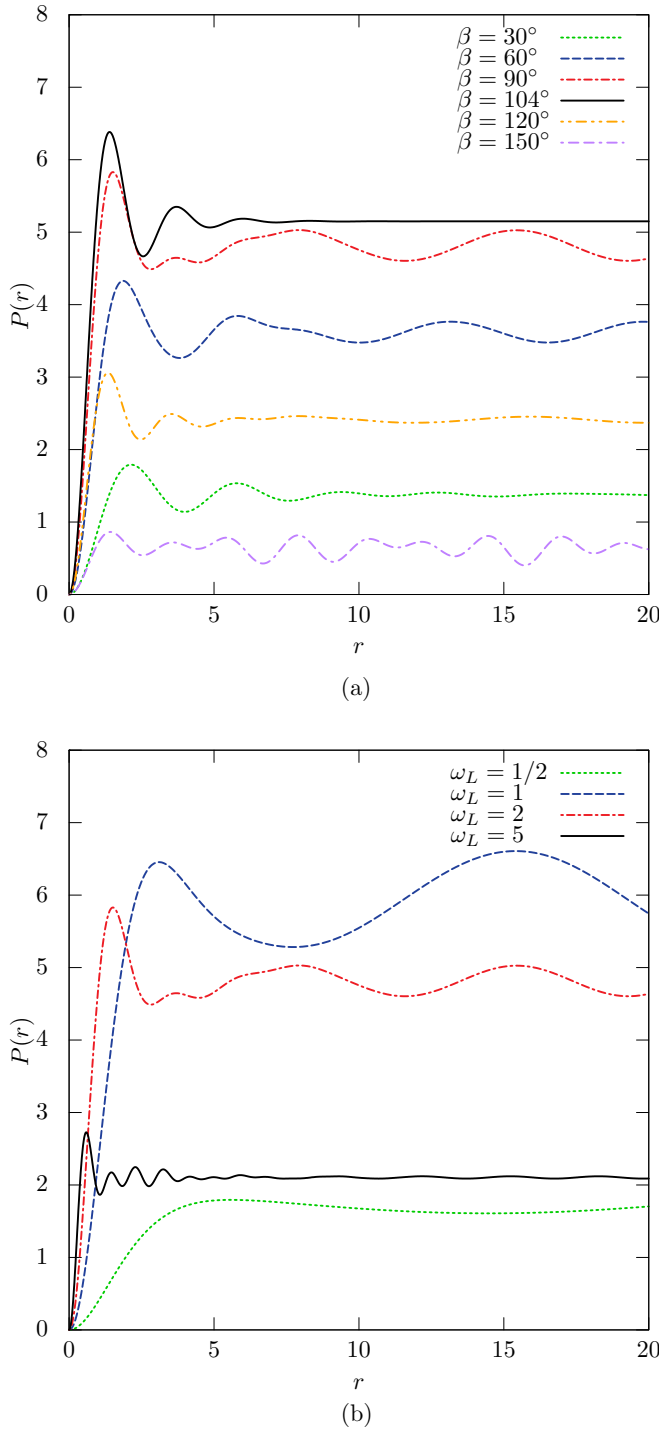 8
7
6
5
4
3
2
1
0
P(r)
β = 30°
β = 60°
β = 90°
β = 104°
β = 120°
β = 150°
0 5 10 15 20
r
(a)
8
7
6
5
4
3
2
1
0
P(r)
ω_L = 1/2
ω_L = 1
ω_L = 2
ω_L = 5
0 5 10 15 20
r
(b)